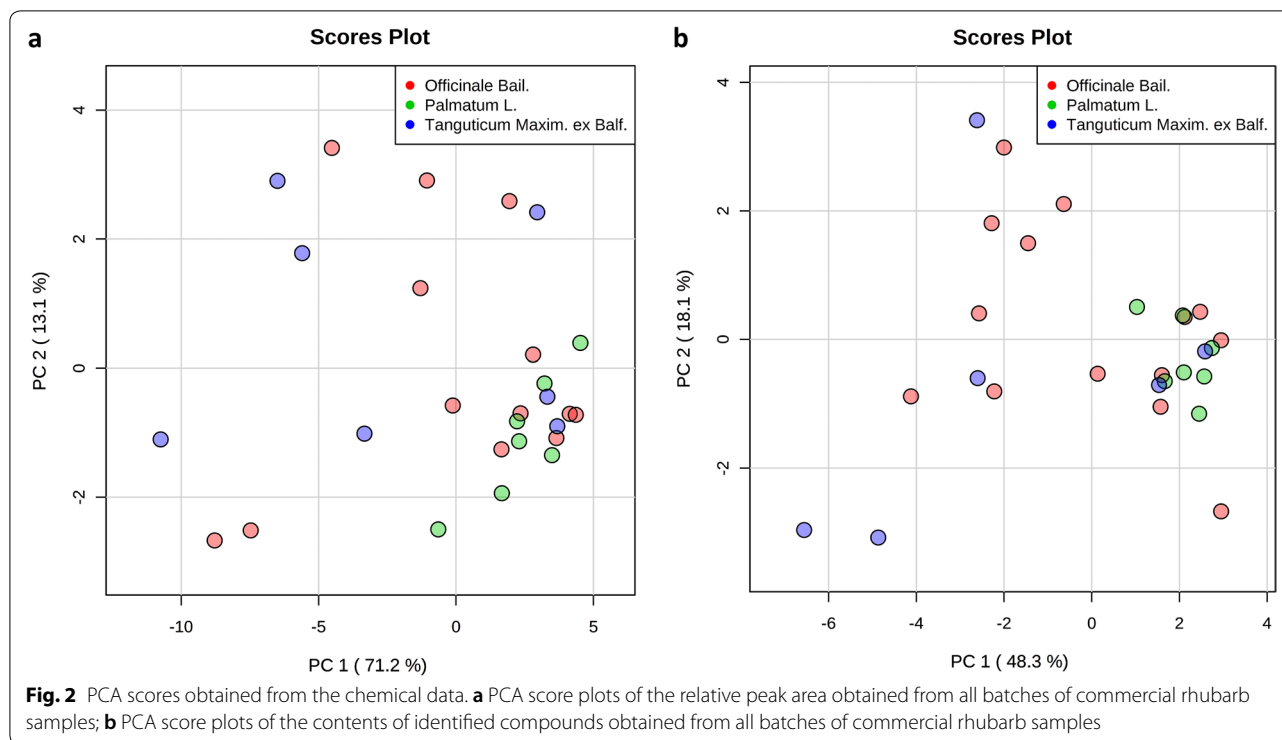 a
Scores Plot
Officinale Bail.
Palmatum L.
Tanguticum Maxim. ex Balf.
PC 2 ( 13.1 %)
4
2
0
-2
-10 -5 0 5
PC 1 ( 71.2 %)
b
Scores Plot
Officinale Bail.
Palmatum L.
Tanguticum Maxim. ex Balf.
PC 2 ( 18.1 %)
4
2
0
-2
-6 -4 -2 0 2 4
PC 1 ( 48.3 %)
Fig. 2 PCA scores obtained from the chemical data. a PCA score plots of the relative peak area obtained from all batches of commercial rhubarb
samples; b PCA score plots of the contents of identified compounds obtained from all batches of commercial rhubarb samples